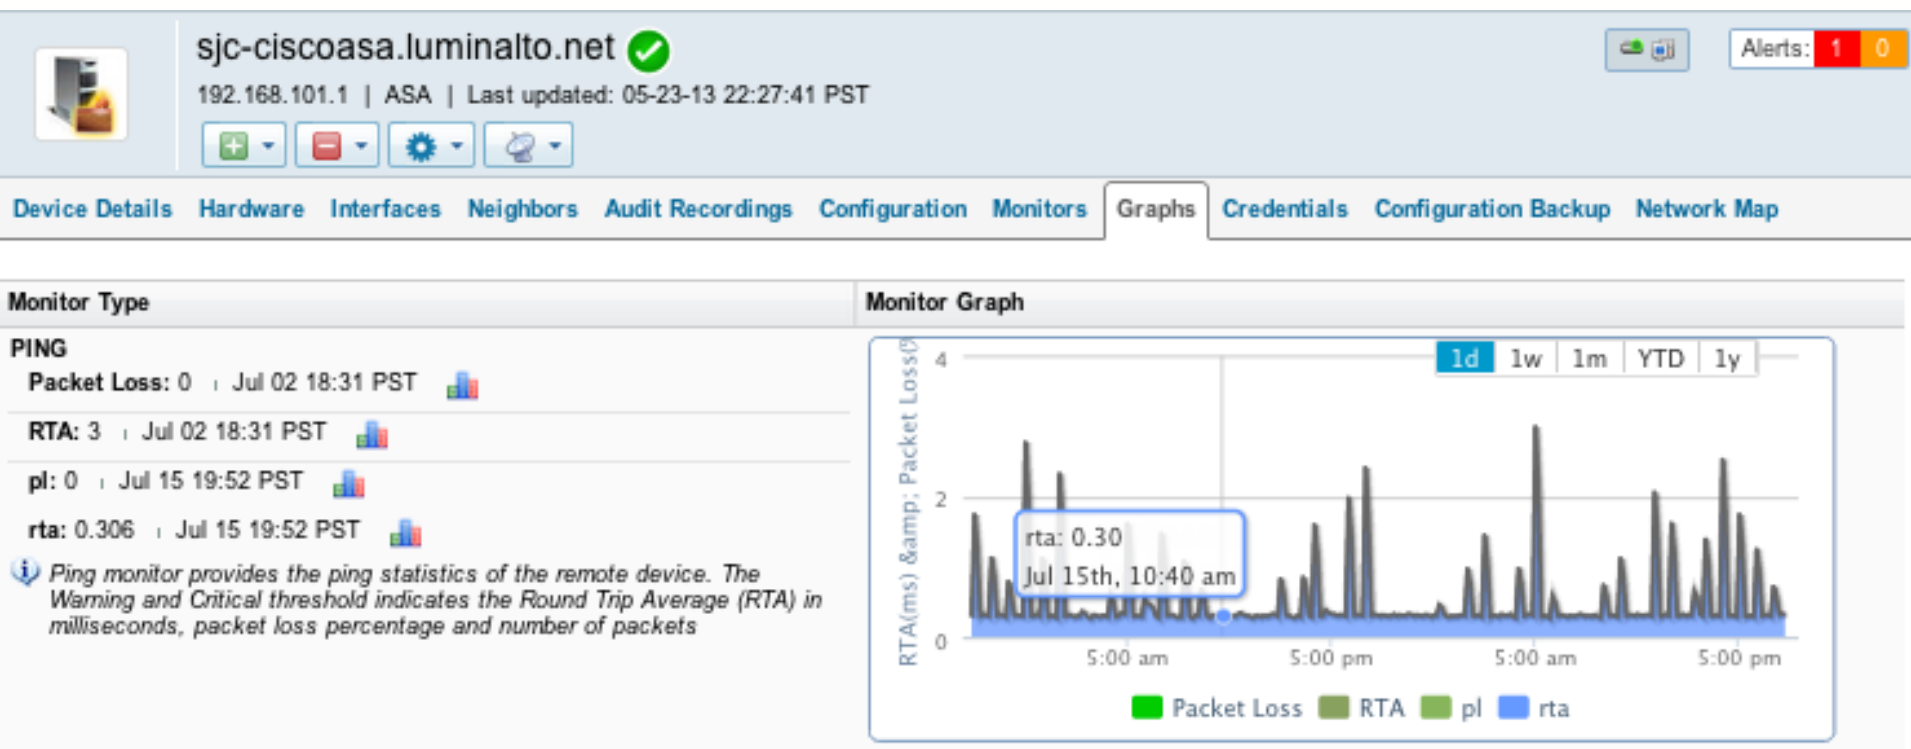 sjc-ciscoasa.luminalto.net
192.168.101.1 | ASA | Last updated: 05-23-13 22:27:41 PST
Alerts: 1 0
Device Details Hardware Interfaces Neighbors Audit Recordings Configuration Monitors Graphs Credentials Configuration Backup Network Map
Monitor Type
PING
Packet Loss: 0 | Jul 02 18:31 PST
RTA: 3 | Jul 02 18:31 PST
pl: 0 | Jul 15 19:52 PST
rta: 0.306 | Jul 15 19:52 PST
Ping monitor provides the ping statistics of the remote device. The
Warning and Critical threshold indicates the Round Trip Average (RTA) in
milliseconds, packet loss percentage and number of packets
Monitor Graph
1d 1w 1m YTD 1y
RTA(ms) &amp; Packet Loss(%
4
2
0
rta: 0.30
Jul 15th, 10:40 am
5:00 am 5:00 pm 5:00 am 5:00 pm
Packet Loss RTA pl rta